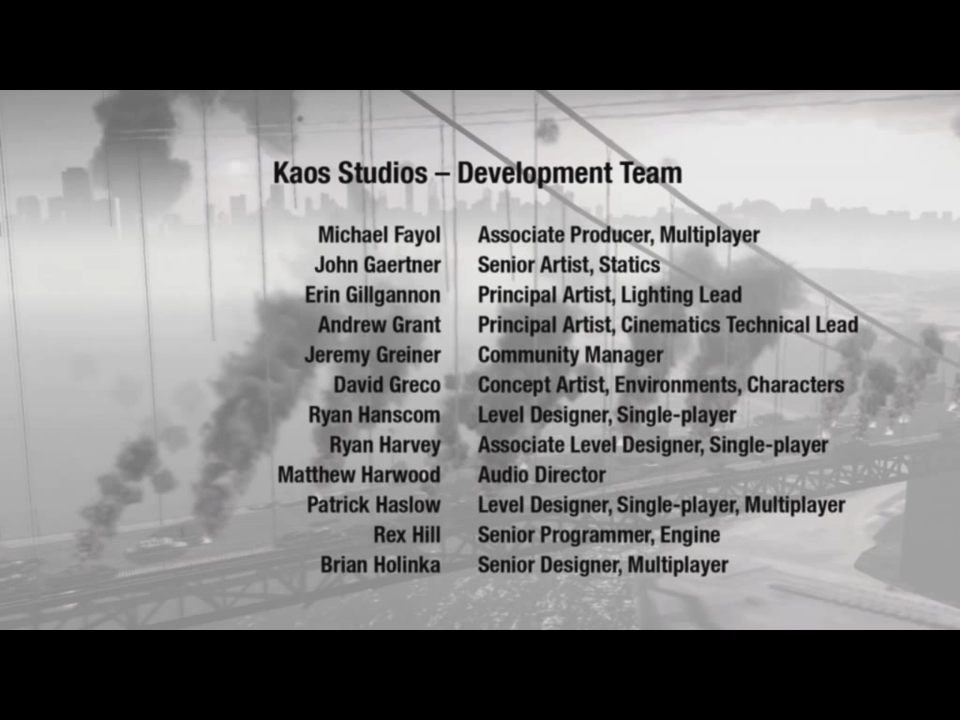 Kaos Studios – Development Team
Michael Fayol Associate Producer, Multiplayer
John Gaertner Senior Artist, Statics
Erin Gillgannon Principal Artist, Lighting Lead
Andrew Grant Principal Artist, Cinematics Technical Lead
Jeremy Greiner Community Manager
David Greco Concept Artist, Environments, Characters
Ryan Hanscom Level Designer, Single-player
Ryan Harvey Associate Level Designer, Single-player
Matthew Harwood Audio Director
Patrick Haslow Level Designer, Single-player, Multiplayer
Rex Hill Senior Programmer, Engine
Brian Holinka Senior Designer, Multiplayer